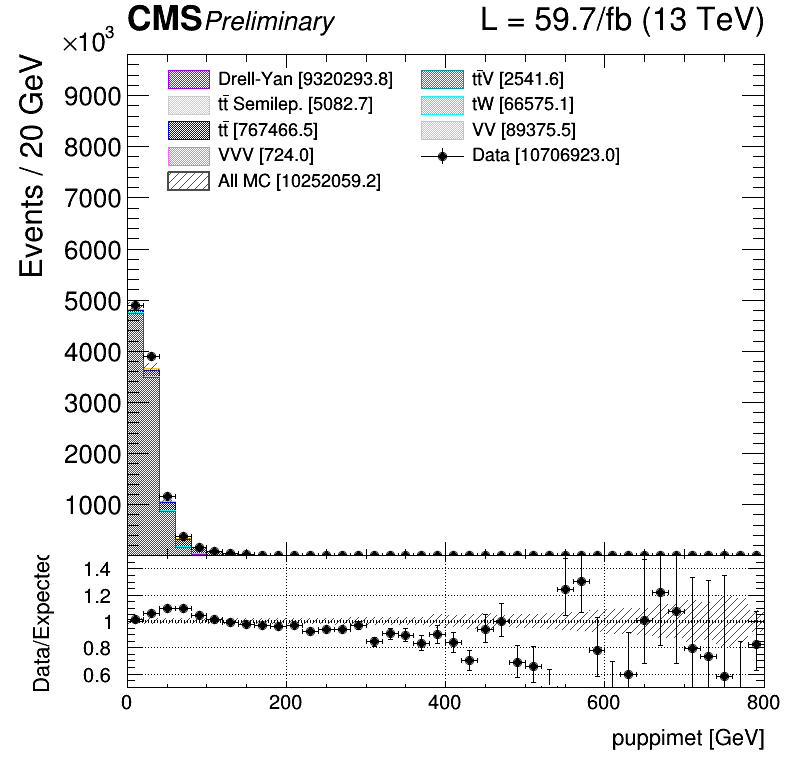 CMS Preliminary L = 59.7/fb (13 TeV)
×10³
Events / 20 GeV
9000
8000
7000
6000
5000
4000
3000
2000
1000
Drell-Yan [9320293.8]
tt̄ Semilep. [5082.7]
tt̄ [767466.5]
VVV [724.0]
All MC [10252059.2]
tt̄V [2541.6]
tW [66575.1]
VV [89375.5]
Data [10706923.0]
Data/Expected
1.4
1.2
1
0.8
0.6
0 200 400 600 800
puppimet [GeV]